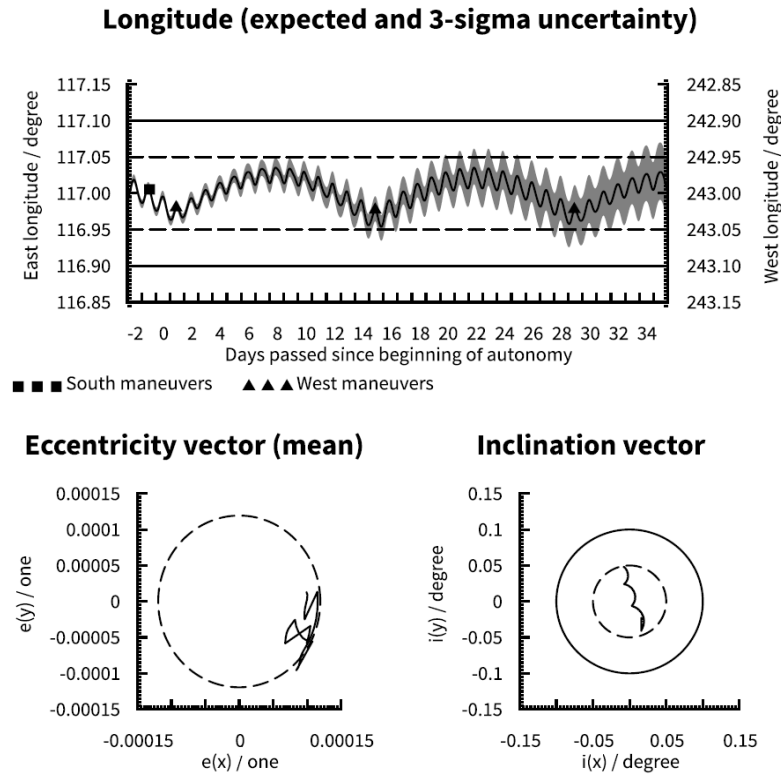 Longitude (expected and 3-sigma uncertainty)
117.15 242.85
117.10 242.90
117.05 242.95
117.00 243.00
116.95 243.05
116.90 243.10
116.85 243.15
East longitude / degree
West longitude / degree
-2 0 2 4 6 8 10 12 14 16 18 20 22 24 26 28 30 32 34
Days passed since beginning of autonomy
South maneuvers West maneuvers
Eccentricity vector (mean)
0.00015
0.0001
0.00005
0
-0.00005
-0.0001
-0.00015
e(y) / one
-0.00015 0 0.00015
e(x) / one
Inclination vector
0.15
0.1
0.05
0
-0.05
-0.1
-0.15
i(y) / degree
-0.15 -0.05 0.05 0.15
i(x) / degree